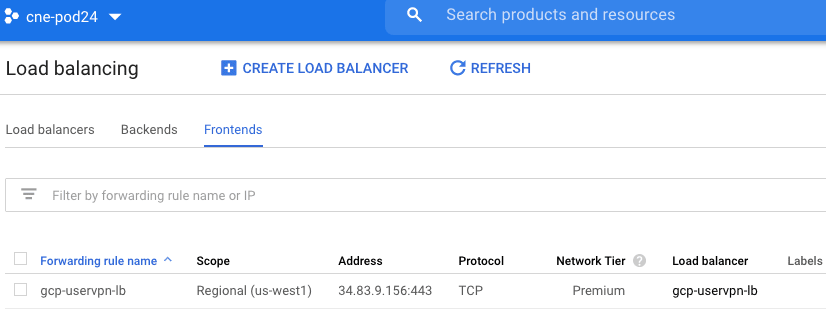 cne-pod24 Search products and resources
Load balancing CREATE LOAD BALANCER REFRESH
Load balancers Backends Frontends
Filter by forwarding rule name or IP
Forwarding rule name Scope Address Protocol Network Tier ? Load balancer Labels
gcp-uservpn-lb Regional (us-west1) 34.83.9.156:443 TCP Premium gcp-uservpn-lb